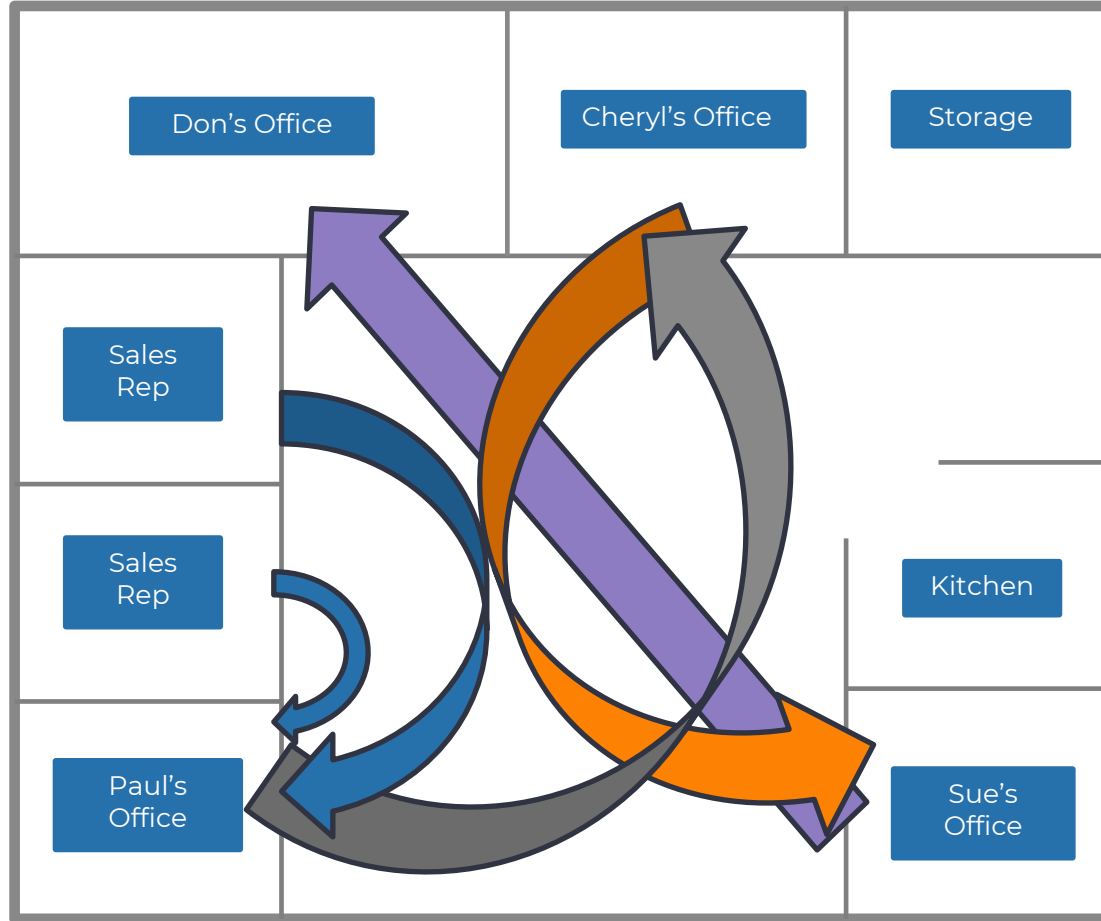 Don’s Office
Cheryl’s Office
Storage
Sales
Rep
Sales
Rep
Kitchen
Paul’s
Office
Sue’s
Office